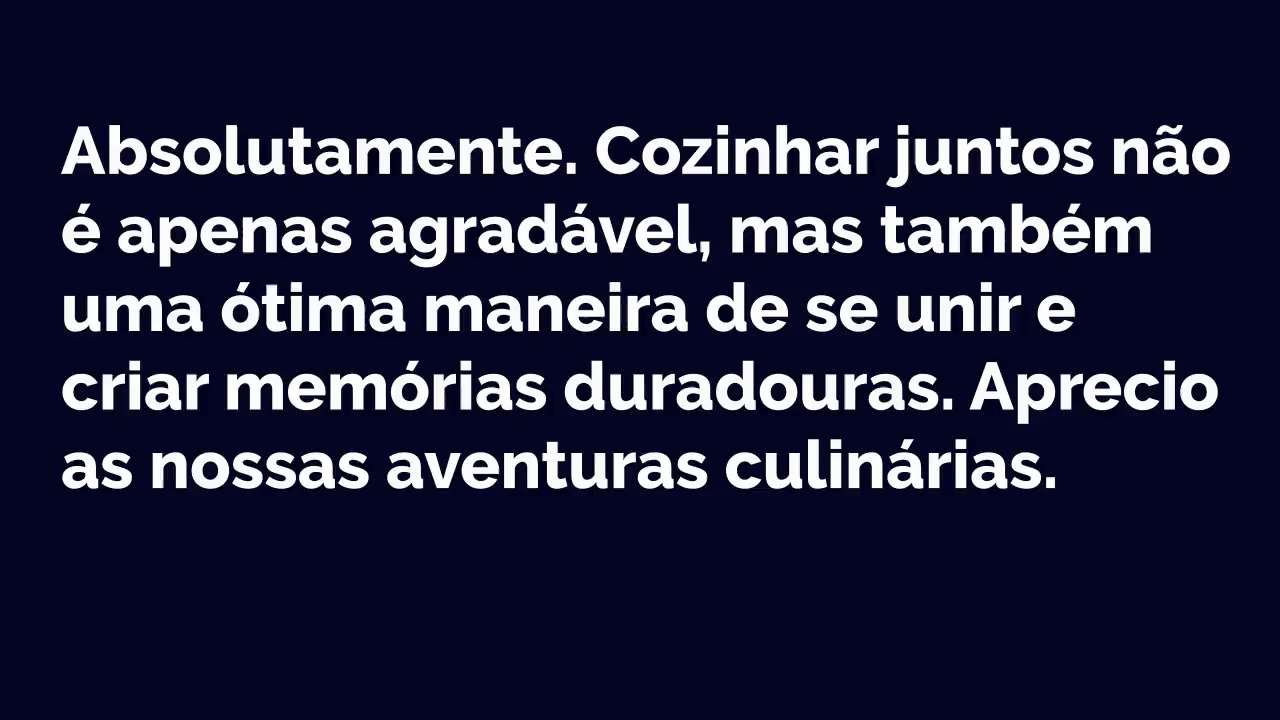 Absolutamente. Cozinhar juntos não
é apenas agradável, mas também
uma ótima maneira de se unir e
criar memórias duradouras. Aprecio
as nossas aventuras culinárias.